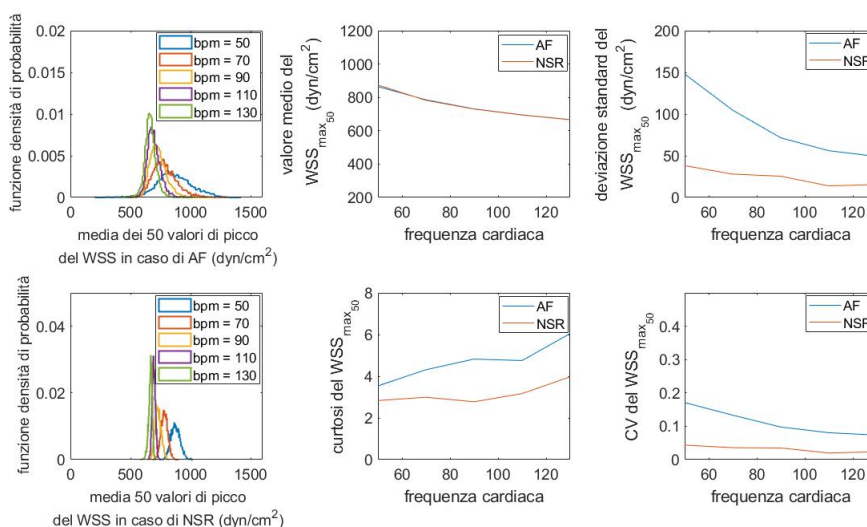 funzione densità di probabilità
0.02
0.015
0.01
0.005
0
0
500
1000
1500
bpm = 50
bpm = 70
bpm = 90
bpm = 110
bpm = 130
media dei 50 valori di picco
del WSS in caso di AF (dyn/cm²)
valore medio del
WSS_max_50 (dyn/cm²)
1200
1000
800
600
400
200
60
80
100
120
AF
NSR
frequenza cardiaca
deviazione standard del
WSS_max_50 (dyn/cm²)
200
150
100
50
0
60
80
100
120
AF
NSR
frequenza cardiaca
funzione densità di probabilità
0.04
0.02
0
0
500
1000
1500
bpm = 50
bpm = 70
bpm = 90
bpm = 110
bpm = 130
media 50 valori di picco
del WSS in caso di NSR (dyn/cm²)
curtosi del WSS_max_50
8
6
4
2
0
60
80
100
120
AF
NSR
frequenza cardiaca
CV del WSS_max_50
0.4
0.3
0.2
0.1
0
60
80
100
120
AF
NSR
frequenza cardiaca